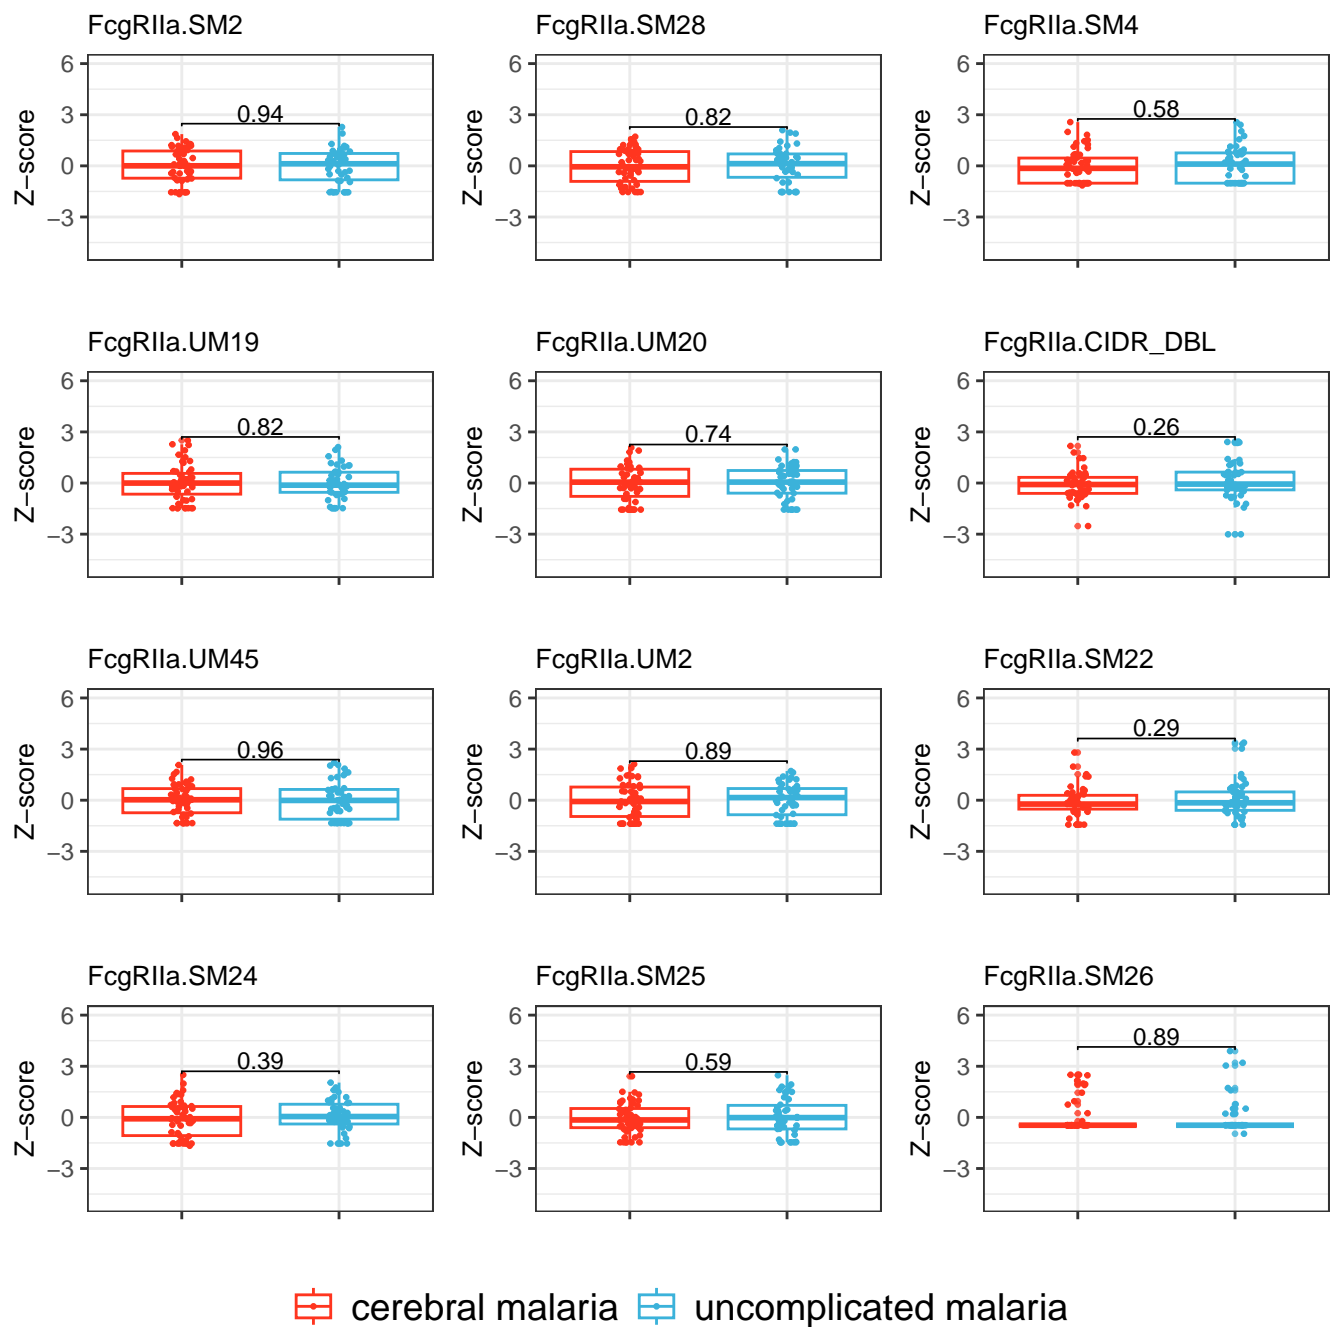 FcgRIIa.SM2 FcgRIIa.SM28 FcgRIIa.SM4
6 6 6
3 3 3
0 0 0
−3 −3 −3
Z−score Z−score Z−score
0.94 0.82 0.58
FcgRIIa.UM19 FcgRIIa.UM20 FcgRIIa.CIDR_DBL
6 6 6
3 3 3
0 0 0
−3 −3 −3
Z−score Z−score Z−score
0.82 0.74 0.26
FcgRIIa.UM45 FcgRIIa.UM2 FcgRIIa.SM22
6 6 6
3 3 3
0 0 0
−3 −3 −3
Z−score Z−score Z−score
0.96 0.89 0.29
FcgRIIa.SM24 FcgRIIa.SM25 FcgRIIa.SM26
6 6 6
3 3 3
0 0 0
−3 −3 −3
Z−score Z−score Z−score
0.39 0.59 0.89
cerebral malaria uncomplicated malaria